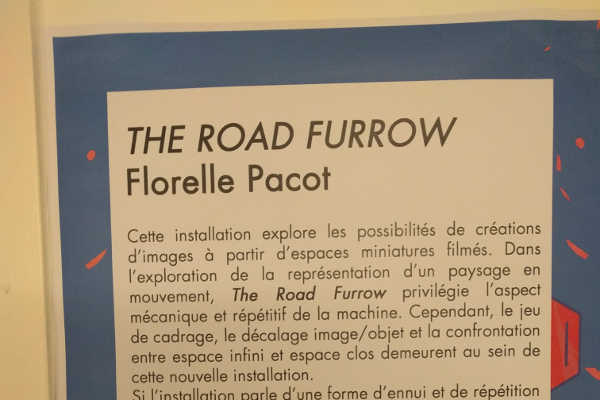 THE ROAD FURROW
Florelle Pacot
Cette installation explore les possibilités de créations
d'images à partir d'espaces miniatures filmés. Dans
l'exploration de la représentation d'un paysage en
mouvement, The Road Furrow privilégie l'aspect
mécanique et répétitif de la machine. Cependant, le jeu
de cadrage, le décalage image/objet et la confrontation
entre espace infini et espace clos demeurent au sein de
cette nouvelle installation.
Si l'installation parle d'une forme d'ennui et de répétition